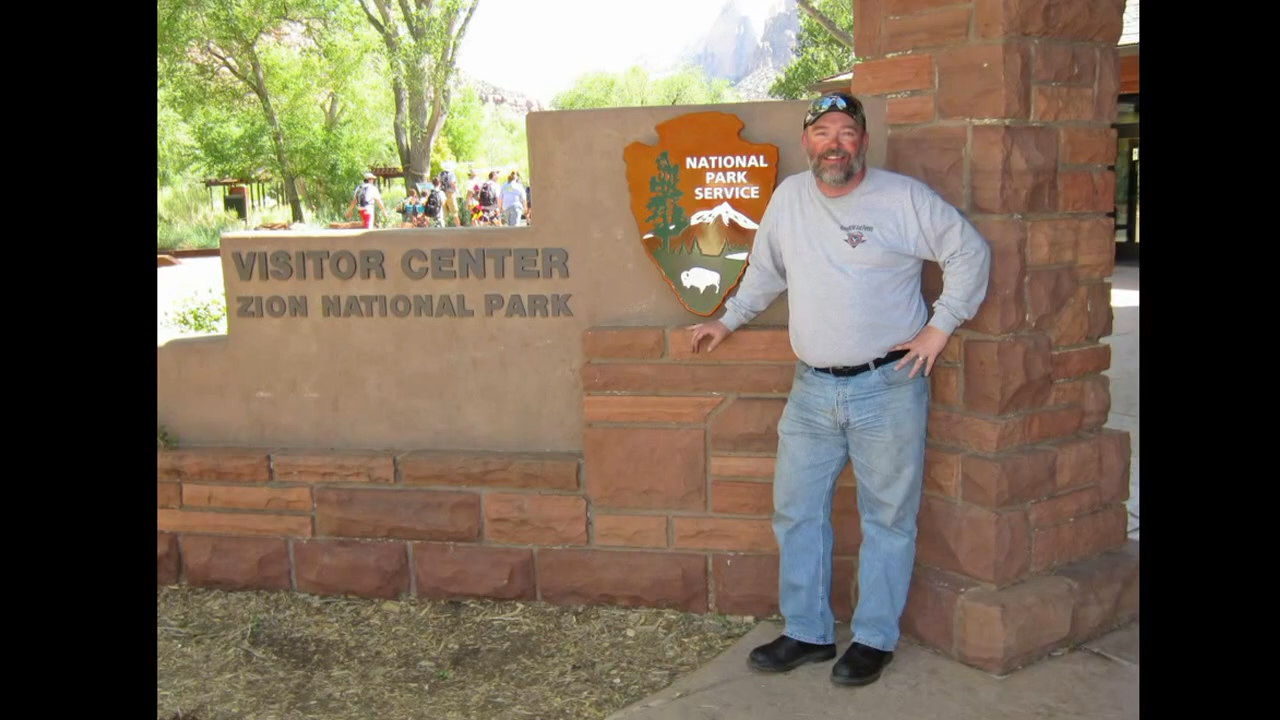 VISITOR CENTER
ZION NATIONAL PARK
NATIONAL
PARK
SERVICE